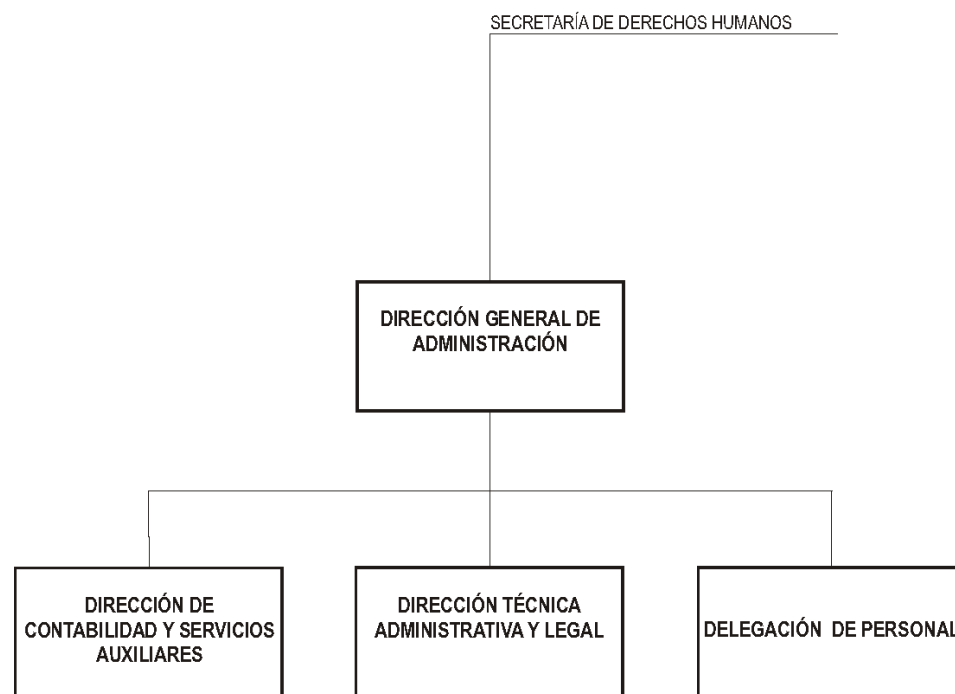 SECRETARÍA DE DERECHOS HUMANOS
DIRECCIÓN GENERAL DE
ADMINISTRACIÓN
DIRECCIÓN DE
CONTABILIDAD Y SERVICIOS
AUXILIARES
DIRECCIÓN TÉCNICA
ADMINISTRATIVA Y LEGAL
DELEGACIÓN DE PERSONAL